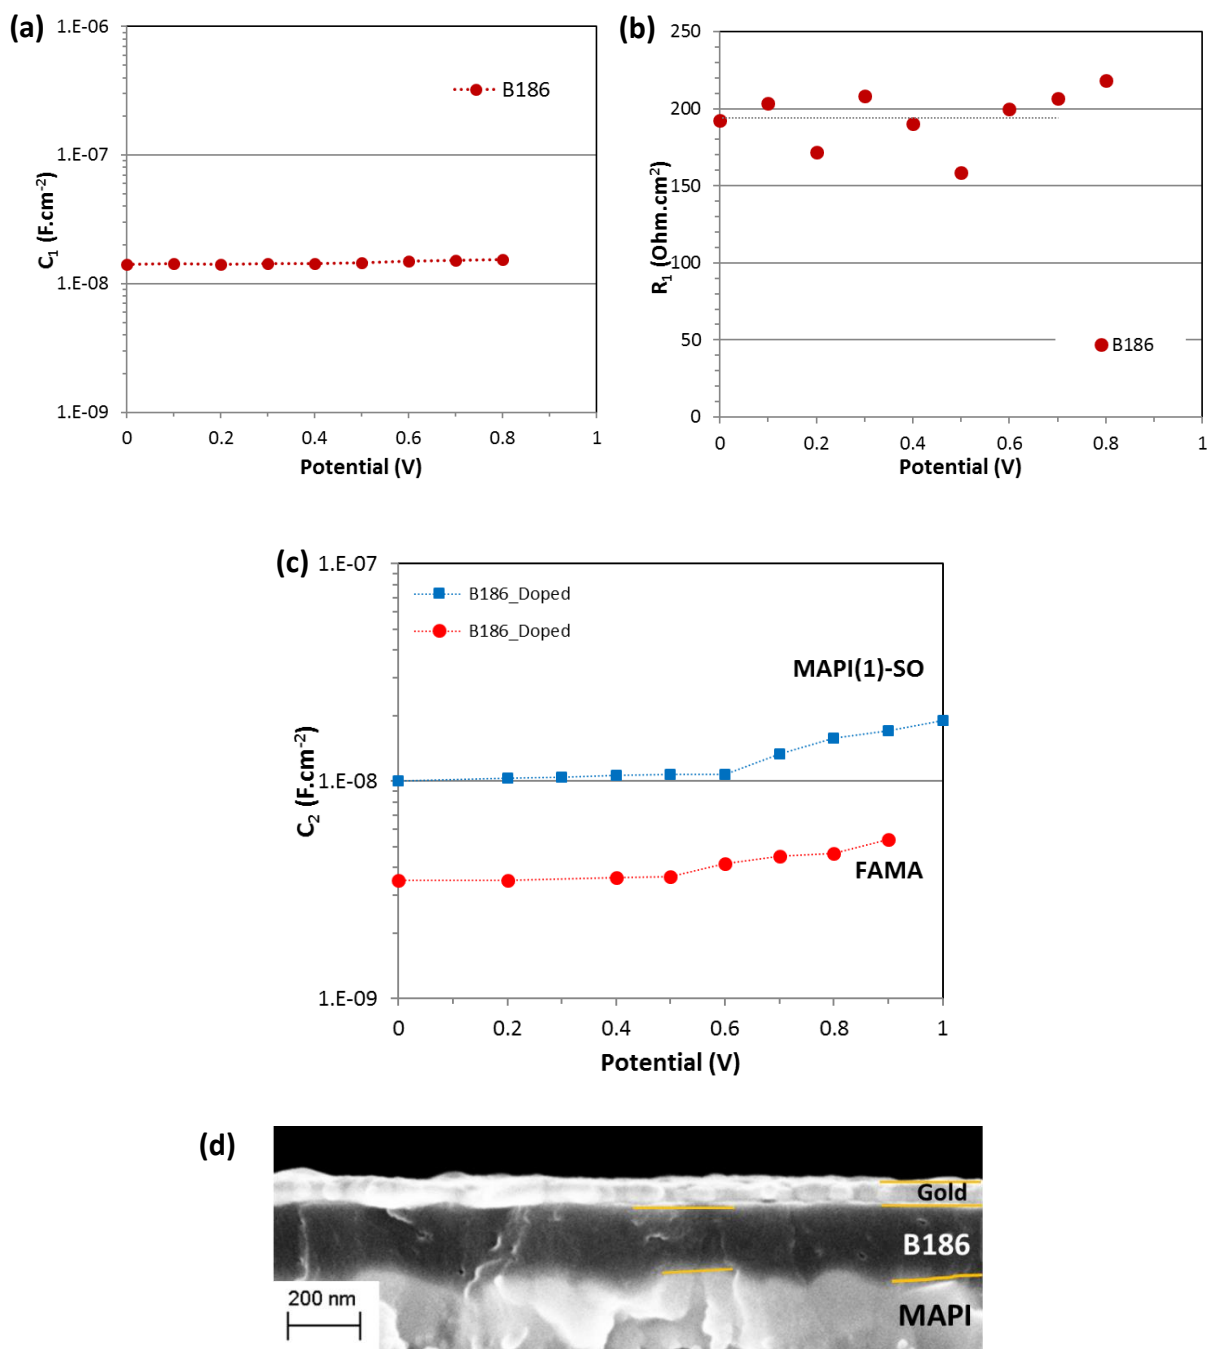 (a)
1.E-06
1.E-07
1.E-08
1.E-09
C₁ (F.cm⁻²)
B186
0 0.2 0.4 0.6 0.8 1
Potential (V)
(b)
250
200
150
100
50
0
R₁ (Ohm.cm²)
B186
0 0.2 0.4 0.6 0.8 1
Potential (V)
(c)
1.E-07
1.E-08
1.E-09
C₂ (F.cm⁻²)
B186_Doped
B186_Doped
MAPI(1)-SO
FAMA
0 0.2 0.4 0.6 0.8 1
Potential (V)
(d)
Gold
B186
MAPI
200 nm